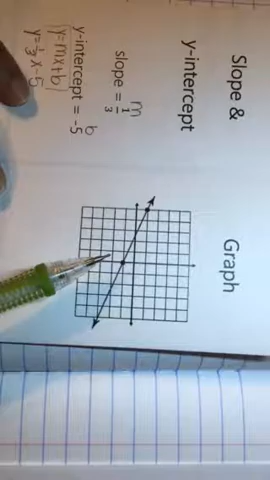 Slope &
y-intercept
m
slope = 1/3
b
y-intercept = -5
y=mx+b
y=1/3x-5
Graph